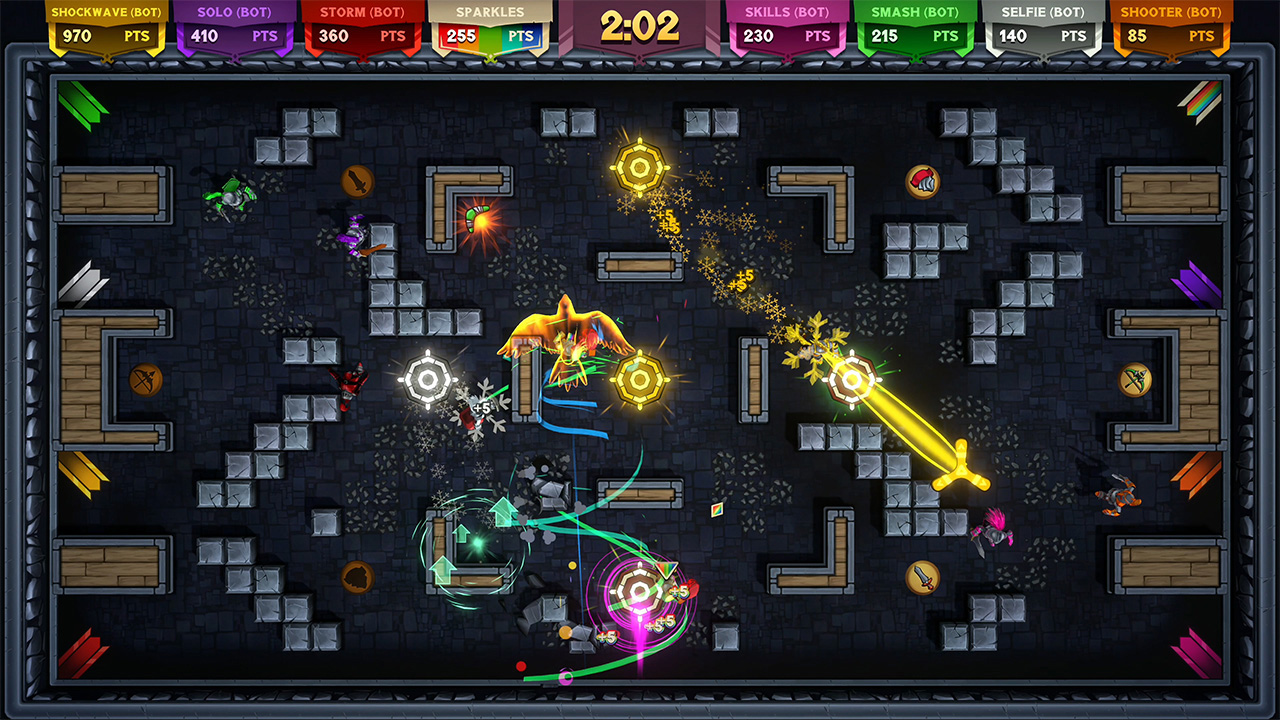 SHOCKWAVE (BOT)
970 PTS
SOLO (BOT)
410 PTS
STORM (BOT)
360 PTS
SPARKLES
255 PTS
2:02
SKILLS (BOT)
230 PTS
SMASH (BOT)
215 PTS
SELFIE (BOT)
140 PTS
SHOOTER (BOT)
85 PTS
+5
+5
+5
+5
+5
+5
+5
+5
+5